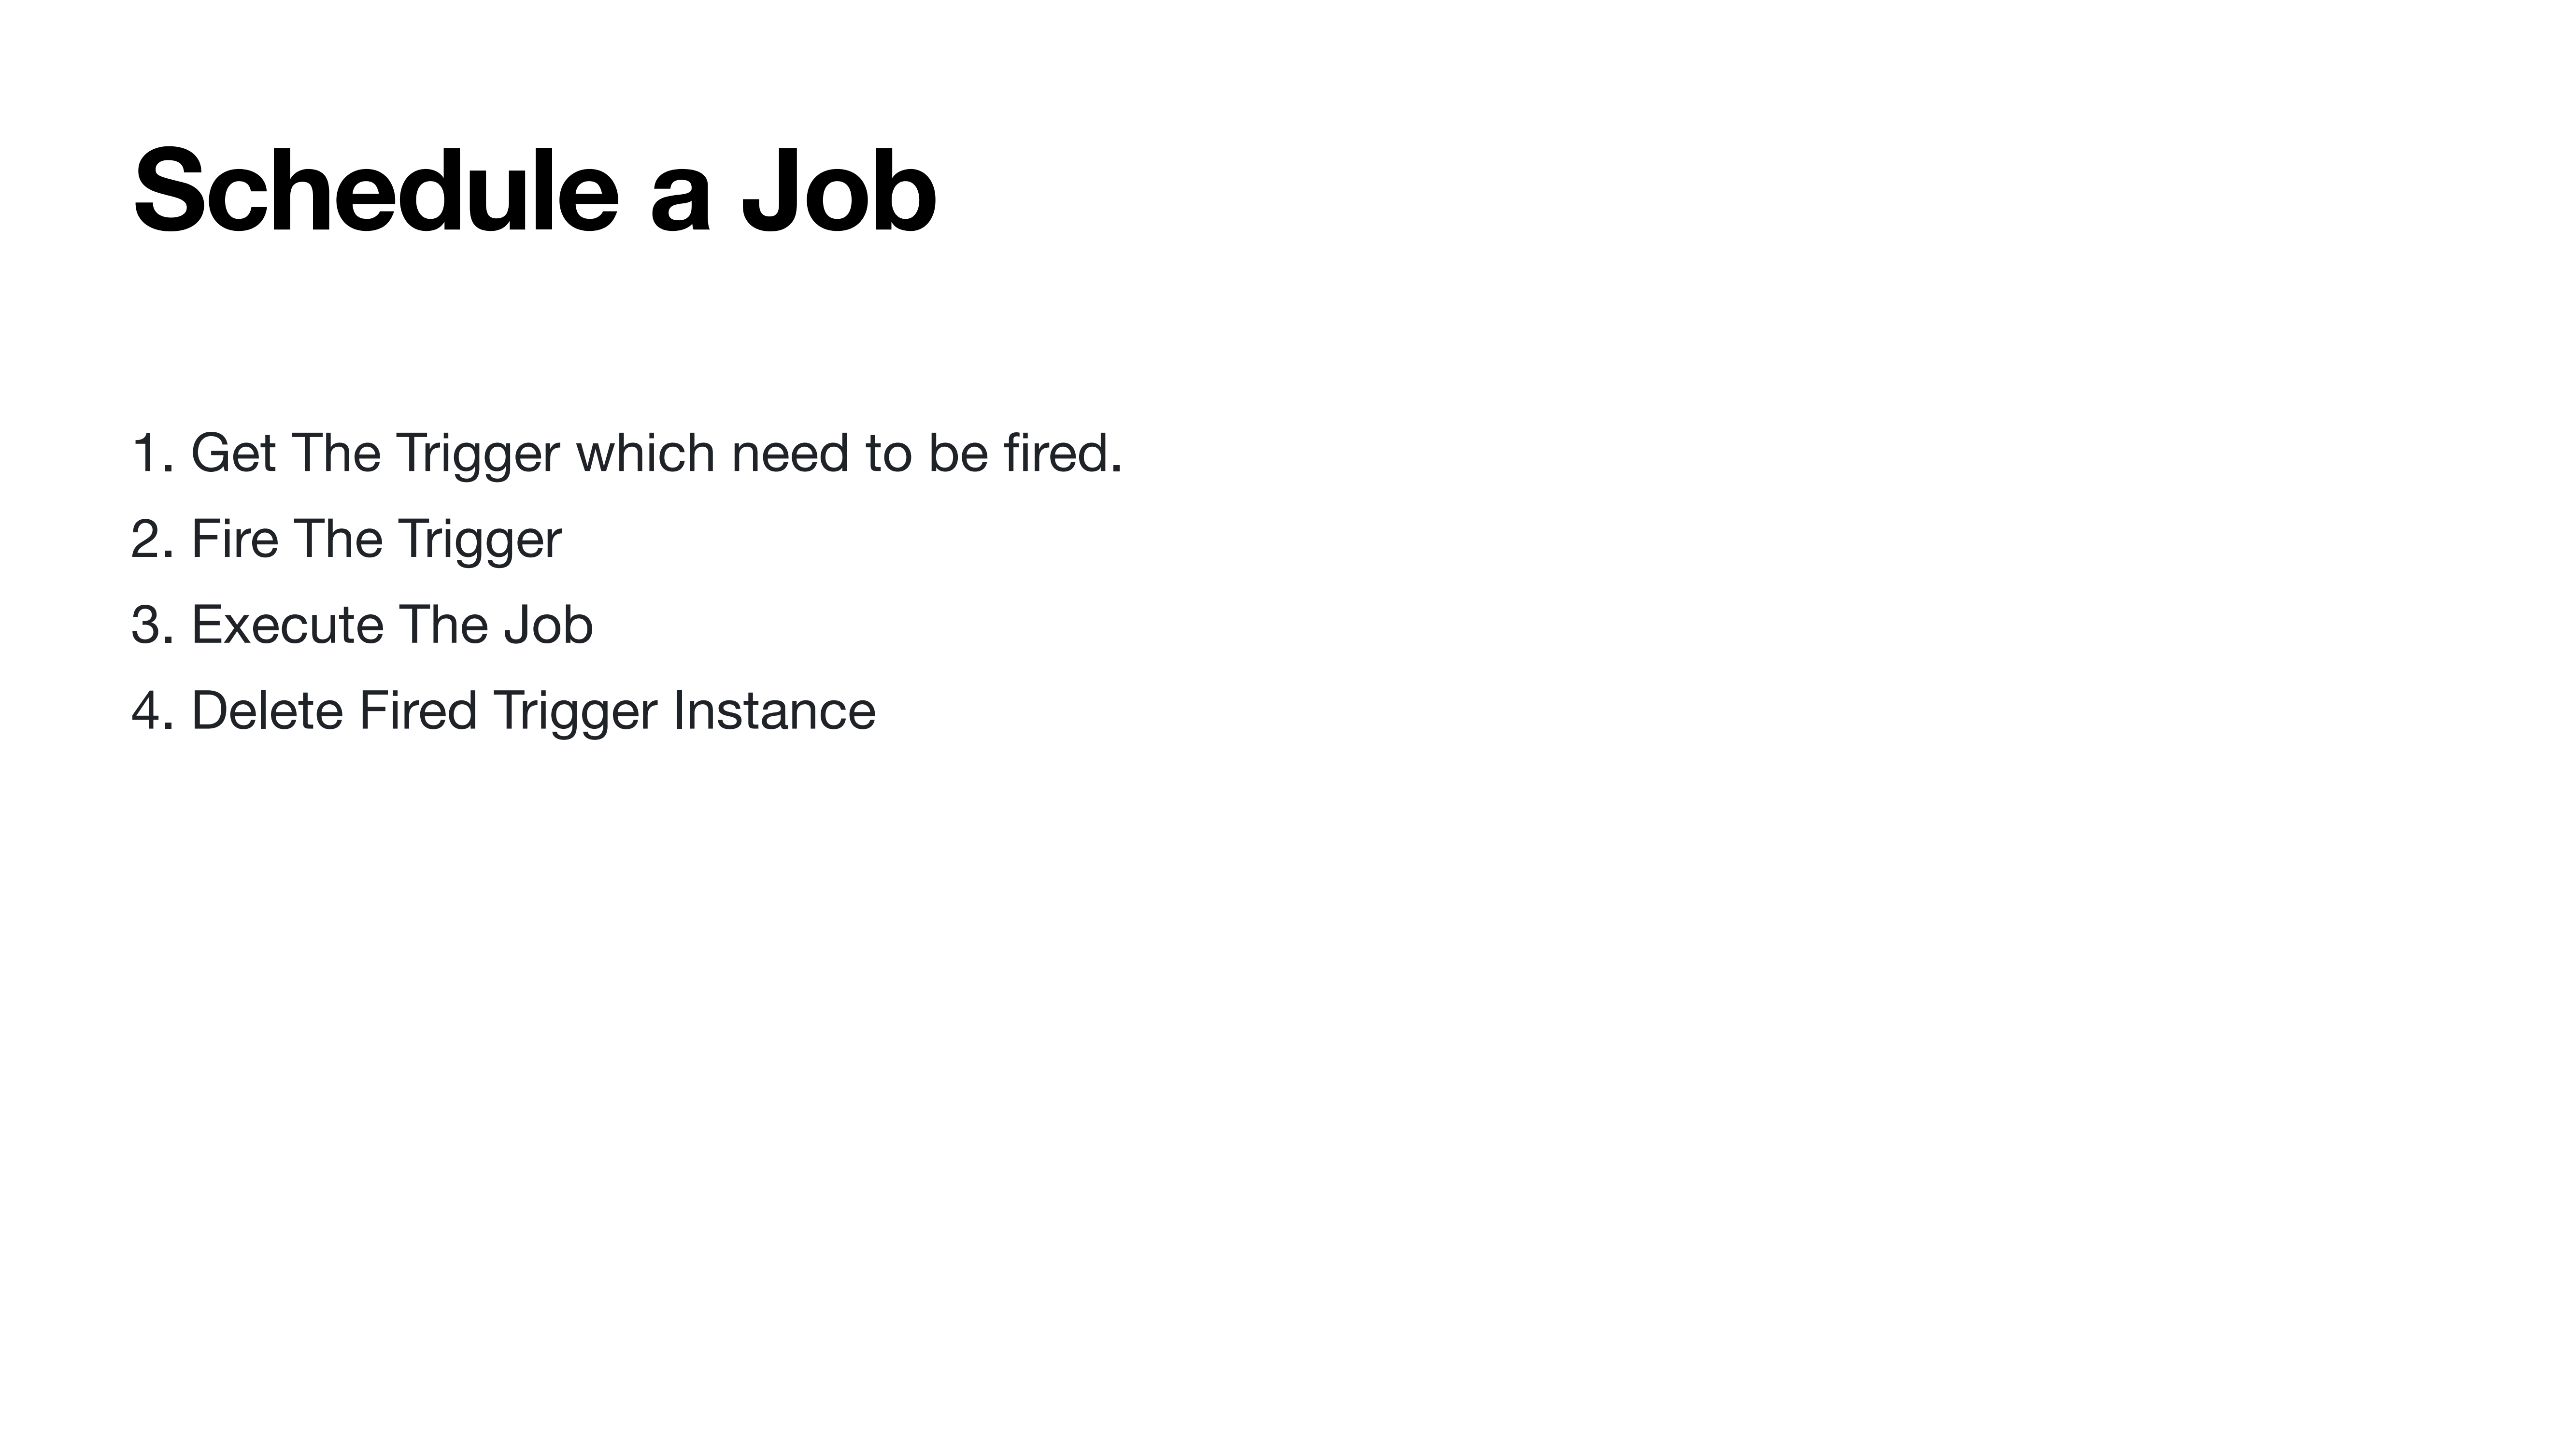 Schedule a Job
1. Get The Trigger which need to be fired.
2. Fire The Trigger
3. Execute The Job
4. Delete Fired Trigger Instance